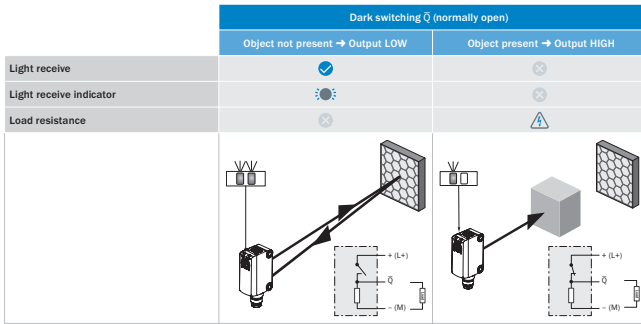 Dark switching Q̅ (normally open)
Object not present ➔ Output LOW
Object present ➔ Output HIGH
Light receive
Light receive indicator
Load resistance
+ (L+)
Q̅
– (M)
+ (L+)
Q̅
– (M)